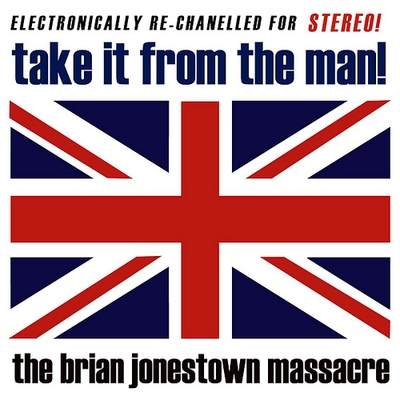 ELECTRONICALLY RE-CHANELLED FOR STEREO!
take it from the man!
the brian jonestown massacre